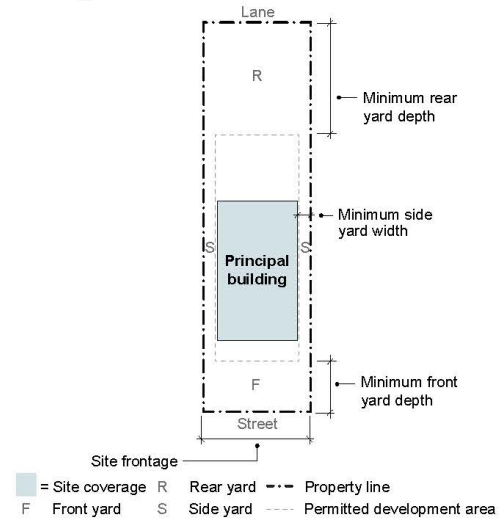 Lane
R
Minimum rear
yard depth
Minimum side
yard width
S
S
Principal
building
F
Minimum front
yard depth
Street
Site frontage
= Site coverage R Rear yard Property line
F Front yard S Side yard Permitted development area